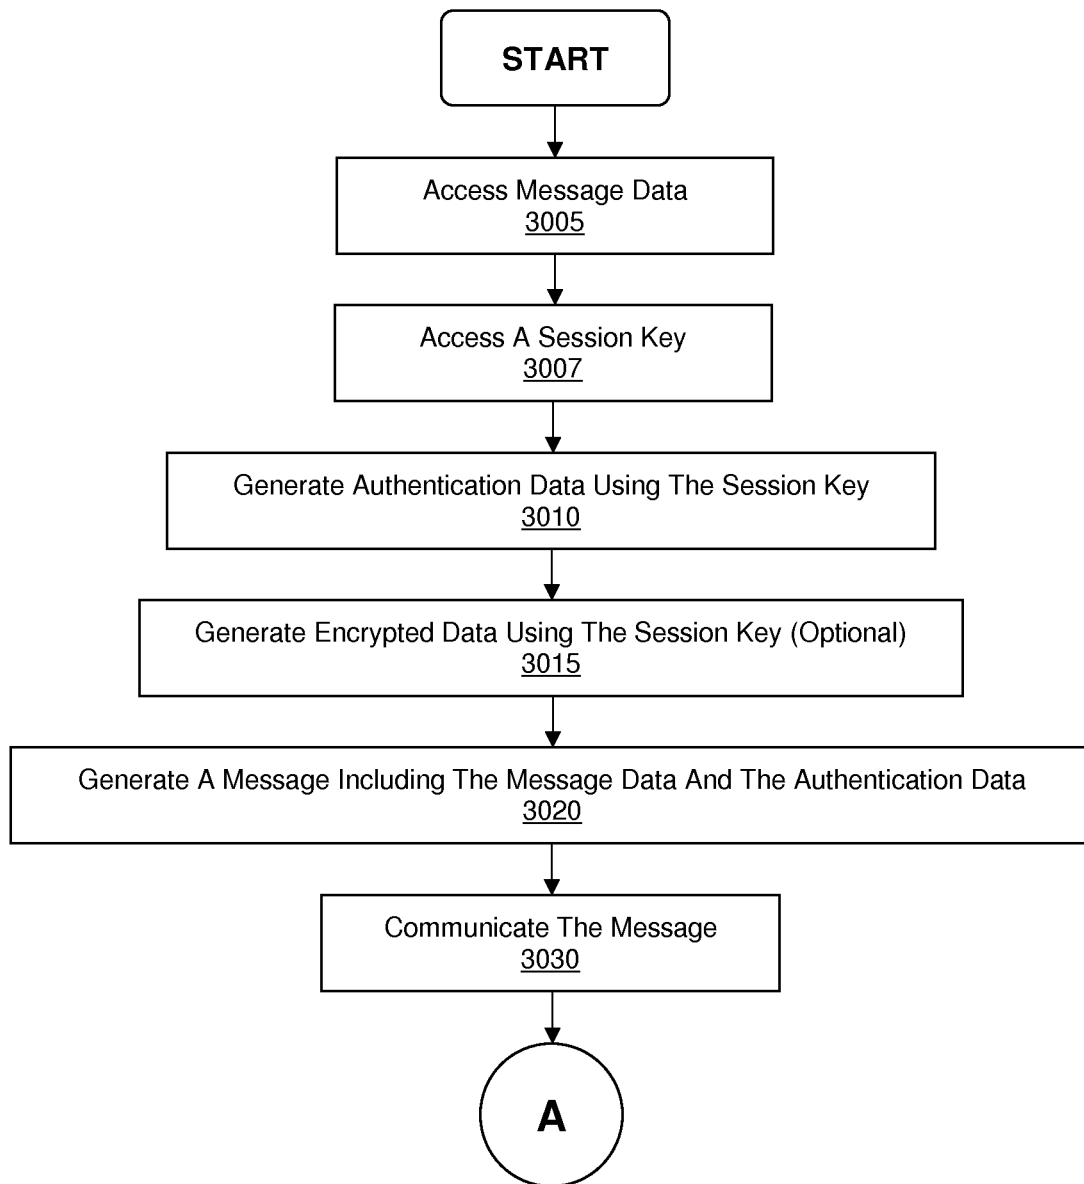 START
Access Message Data
3005
Access A Session Key
3007
Generate Authentication Data Using The Session Key
3010
Generate Encrypted Data Using The Session Key (Optional)
3015
Generate A Message Including The Message Data And The Authentication Data
3020
Communicate The Message
3030
A